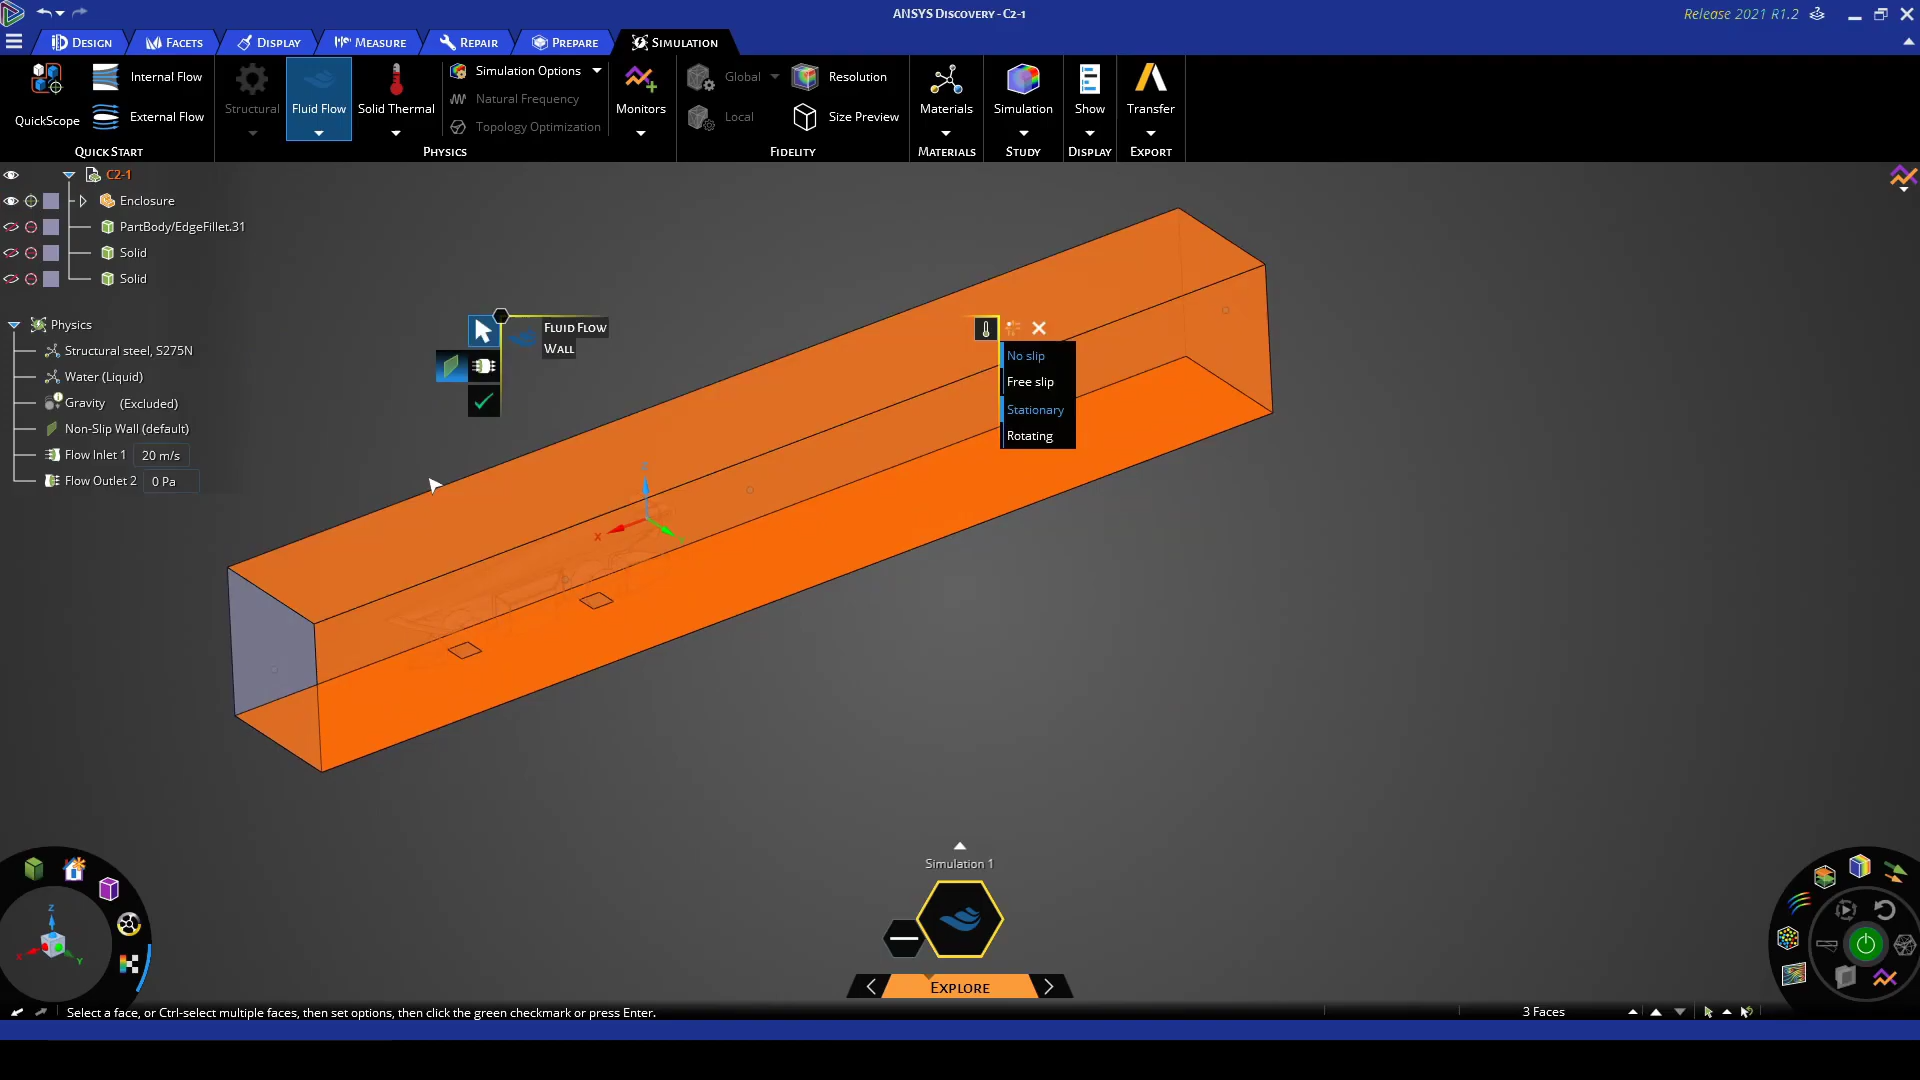 ANSYS Discovery - C2-1
Release 2021 R1.2
Design
Facets
Display
Measure
Repair
Prepare
Simulation
QuickScope
Internal Flow
External Flow
Quick Start
Structural
Fluid Flow
Solid Thermal
Simulation Options
Natural Frequency
Topology Optimization
Physics
Monitors
Global
Local
Resolution
Size Preview
Fidelity
Materials
Materials
Simulation
Study
Show
Display
Transfer
Export
C2-1
Enclosure
PartBody/EdgeFillet.31
Solid
Solid
Physics
Structural steel, S275N
Water (Liquid)
Gravity (Excluded)
Non-Slip Wall (default)
Flow Inlet 1 20 m/s
Flow Outlet 2 0 Pa
Fluid Flow
Wall
No slip
Free slip
Stationary
Rotating
X
Z
X
Y
Simulation 1
Explore
Select a face, or Ctrl-select multiple faces, then set options, then click the green checkmark or press Enter.
3 Faces